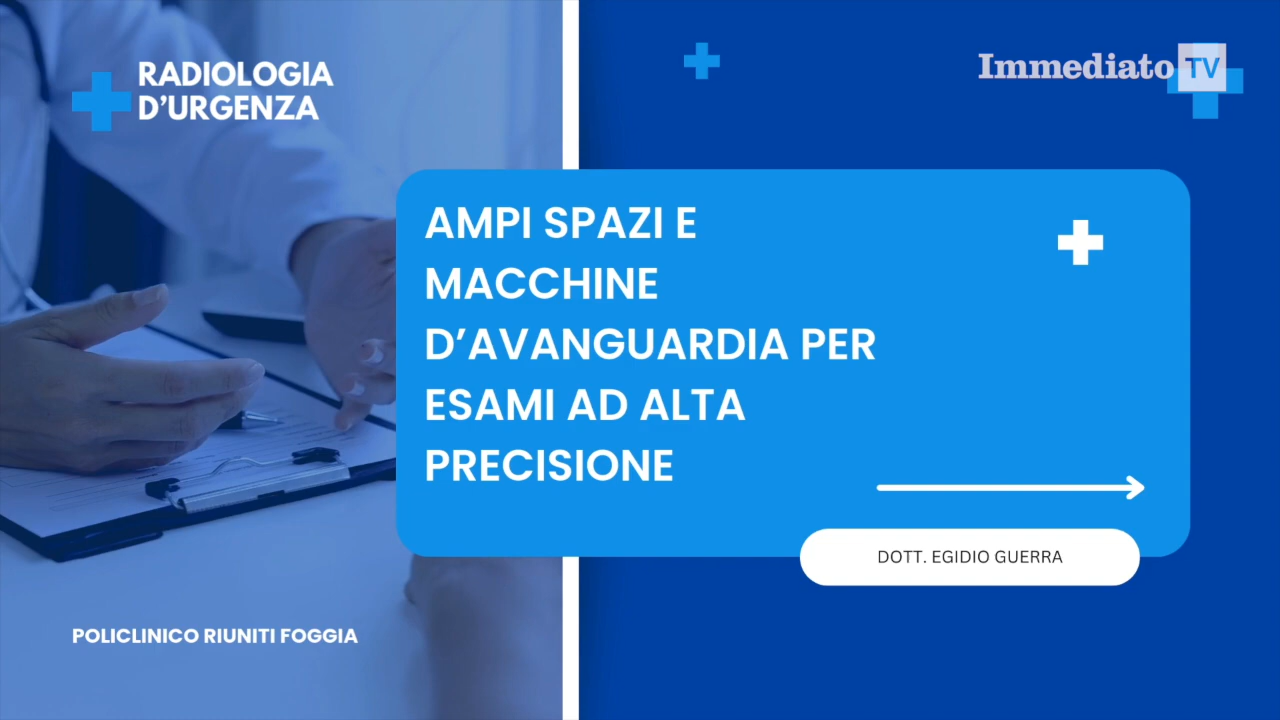 RADIOLOGIA
D'URGENZA
Immediato TV
AMPI SPAZI E
MACCHINE
D'AVANGUARDIA PER
ESAMI AD ALTA
PRECISIONE
DOTT. EGIDIO GUERRA
POLICLINICO RIUNITI FOGGIA